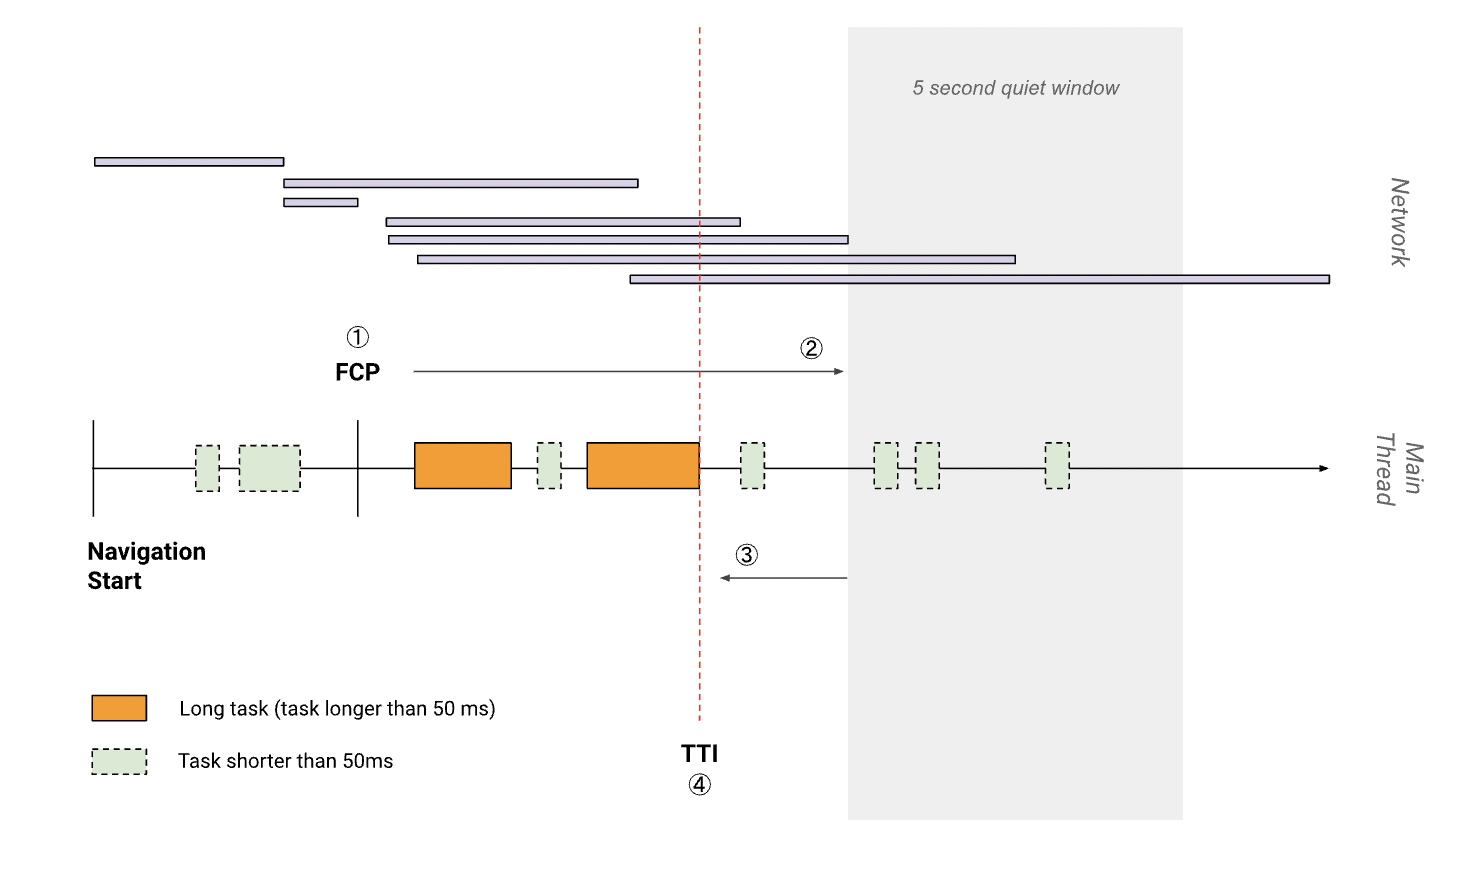 5 second quiet window
Network
①
②
FCP
Main
Thread
③
Navigation
Start
Long task (task longer than 50 ms)
Task shorter than 50ms
TTI
④